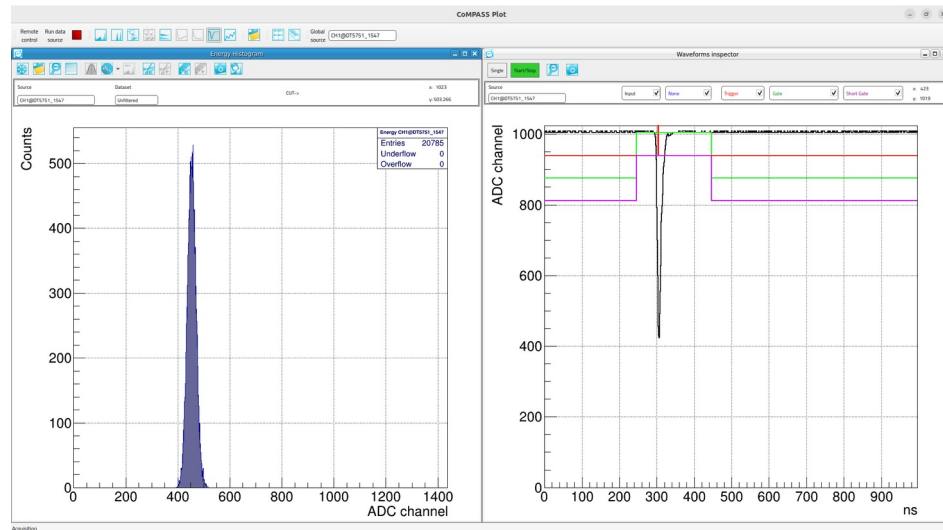 CoMPASS Plot
Remote control
Run data source
Global source
CH1@DT5751_1547
Energy Histogram
Source
Dataset
CUT->
x: 1023
y: 503.266
CH1@DT5751_1547
Unfiltered
Counts
Energy CH1@DT5751_1547
Entries 20785
Underflow 0
Overflow 0
500
400
300
200
100
0
0 200 400 600 800 1000 1200 1400
ADC channel
Waveforms inspector
Single
Start/Stop
Source
CH1@DT5751_1547
Input
None
Trigger
Gate
Short Gate
x: 423
y: 1019
ADC channel
1000
800
600
400
200
0
0 100 200 300 400 500 600 700 800 900
ns
Acquisition